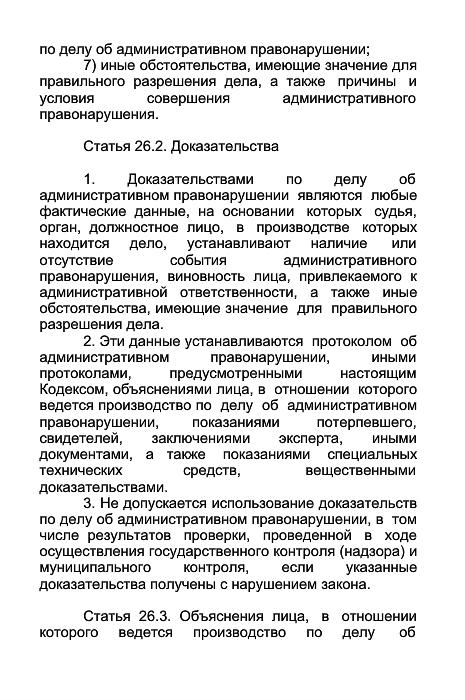 по делу об административном правонарушении;
7) иные обстоятельства, имеющие значение для
правильного разрешения дела, а также причины и
условия совершения административного
правонарушения.
Статья 26.2. Доказательства
1. Доказательствами по делу об
административном правонарушении являются любые
фактические данные, на основании которых судья,
орган, должностное лицо, в производстве которых
находится дело, устанавливают наличие или
отсутствие события административного
правонарушения, виновность лица, привлекаемого к
административной ответственности, а также иные
обстоятельства, имеющие значение для правильного
разрешения дела.
2. Эти данные устанавливаются протоколом об
административном правонарушении, иными
протоколами, предусмотренными настоящим
Кодексом, объяснениями лица, в отношении которого
ведется производство по делу об административном
правонарушении, показаниями потерпевшего,
свидетелей, заключениями эксперта, иными
документами, а также показаниями специальных
технических средств, вещественными
доказательствами.
3. Не допускается использование доказательств
по делу об административном правонарушении, в том
числе результатов проверки, проведенной в ходе
осуществления государственного контроля (надзора) и
муниципального контроля, если указанные
доказательства получены с нарушением закона.
Статья 26.3. Объяснения лица, в отношении
которого ведется производство по делу об